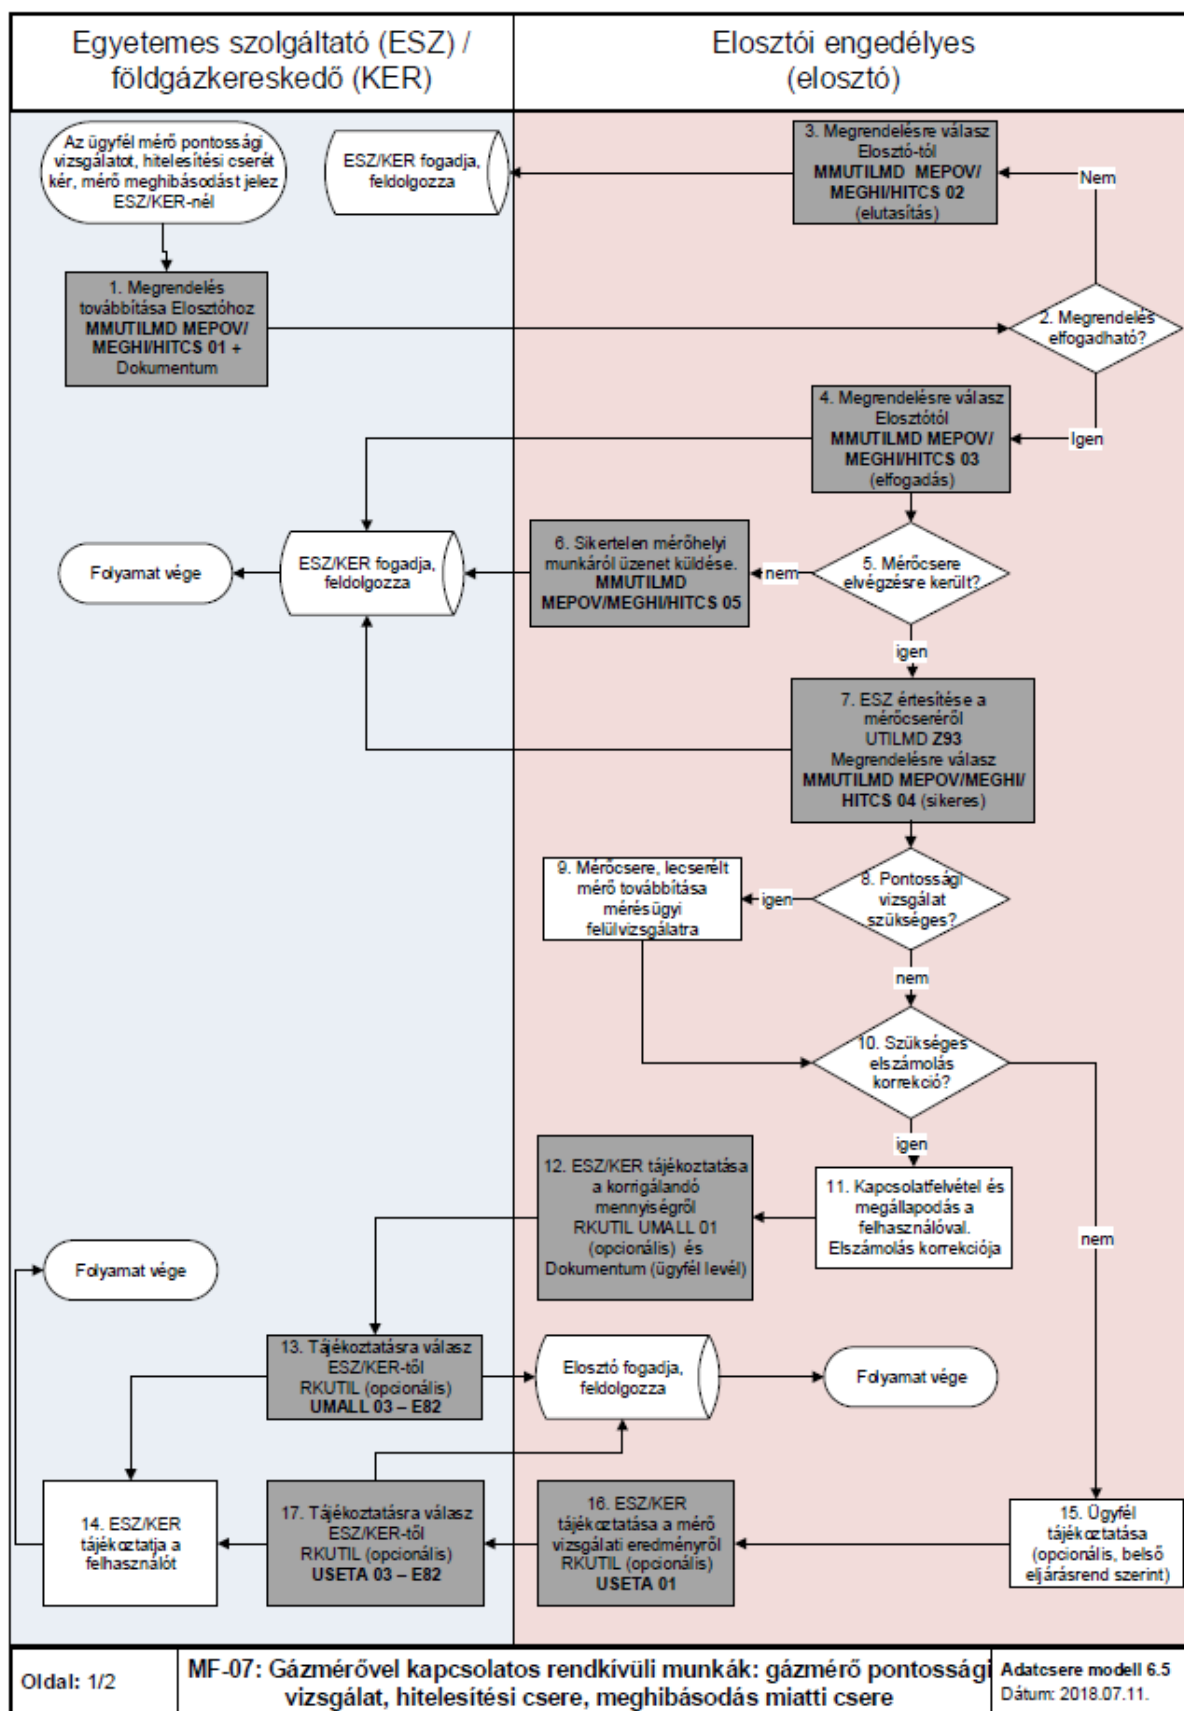 Egyetemes szolgáltató (ESZ) /
földgázkereskedő (KER)
Elosztói engedélyes
(elosztó)
Az ügyfél mérő pontossági
vizsgálatot, hitelesítési cserét
kér, mérő meghibásodást jelez
ESZ/KER-nél
ESZ/KER fogadja,
feldolgozza
3. Megrendelésre válasz
Elosztó-tól
MMUTILMD MEPOV/
MEGHI/HITCS 02
(elutasítás)
Nem
1. Megrendelés
továbbítása Elosztóhoz
MMUTILMD MEPOV/
MEGHI/HITCS 01 +
Dokumentum
2. Megrendelés
elfogadható?
4. Megrendelésre válasz
Elosztótól
MMUTILMD MEPOV/
MEGHI/HITCS 03
(elfogadás)
Igen
Folyamat vége
ESZ/KER fogadja,
feldolgozza
6. Sikertelen mérőhelyi
munkáról üzenet küldése.
MMUTILMD
MEPOV/MEGHI/HITCS 05
nem
5. Mérőcsere
elvégzésre került?
igen
7. ESZ értesítése a
mérőcseréről
UTILMD Z93
Megrendelésre válasz
MMUTILMD MEPOV/MEGHI/
HITCS 04 (sikeres)
9. Mérőcsere, lecserélt
mérő továbbítása
mérésügyi
felülvizsgálatra
igen
8. Pontossági
vizsgálat
szükséges?
nem
10. Szükséges
elszámolás
korrekció?
igen
12. ESZ/KER tájékoztatása
a korrigálandó
mennyiségről
RKUTIL UMALL 01
(opcionális) és
Dokumentum (ügyfél levél)
11. Kapcsolatfelvétel és
megállapodás a
felhasználóval.
Elszámolás korrekciója
nem
Folyamat vége
13. Tájékoztatásra válasz
ESZ/KER-től
RKUTIL (opcionális)
UMALL 03 – E82
Elosztó fogadja,
feldolgozza
Folyamat vége
14. ESZ/KER
tájékoztatja a
felhasználót
17. Tájékoztatásra válasz
ESZ/KER-től
RKUTIL (opcionális)
USETA 03 – E82
16. ESZ/KER
tájékoztatása a mérő
vizsgálati eredményről
RKUTIL (opcionális)
USETA 01
15. Ügyfél
tájékoztatása
(opcionális, belső
eljárásrend szerint)
Oldal: 1/2
MF-07: Gázmérővel kapcsolatos rendkívüli munkák: gázmérő pontossági
vizsgálat, hitelesítési csere, meghibásodás miatti csere
Adatcsere modell 6.5
Dátum: 2018.07.11.